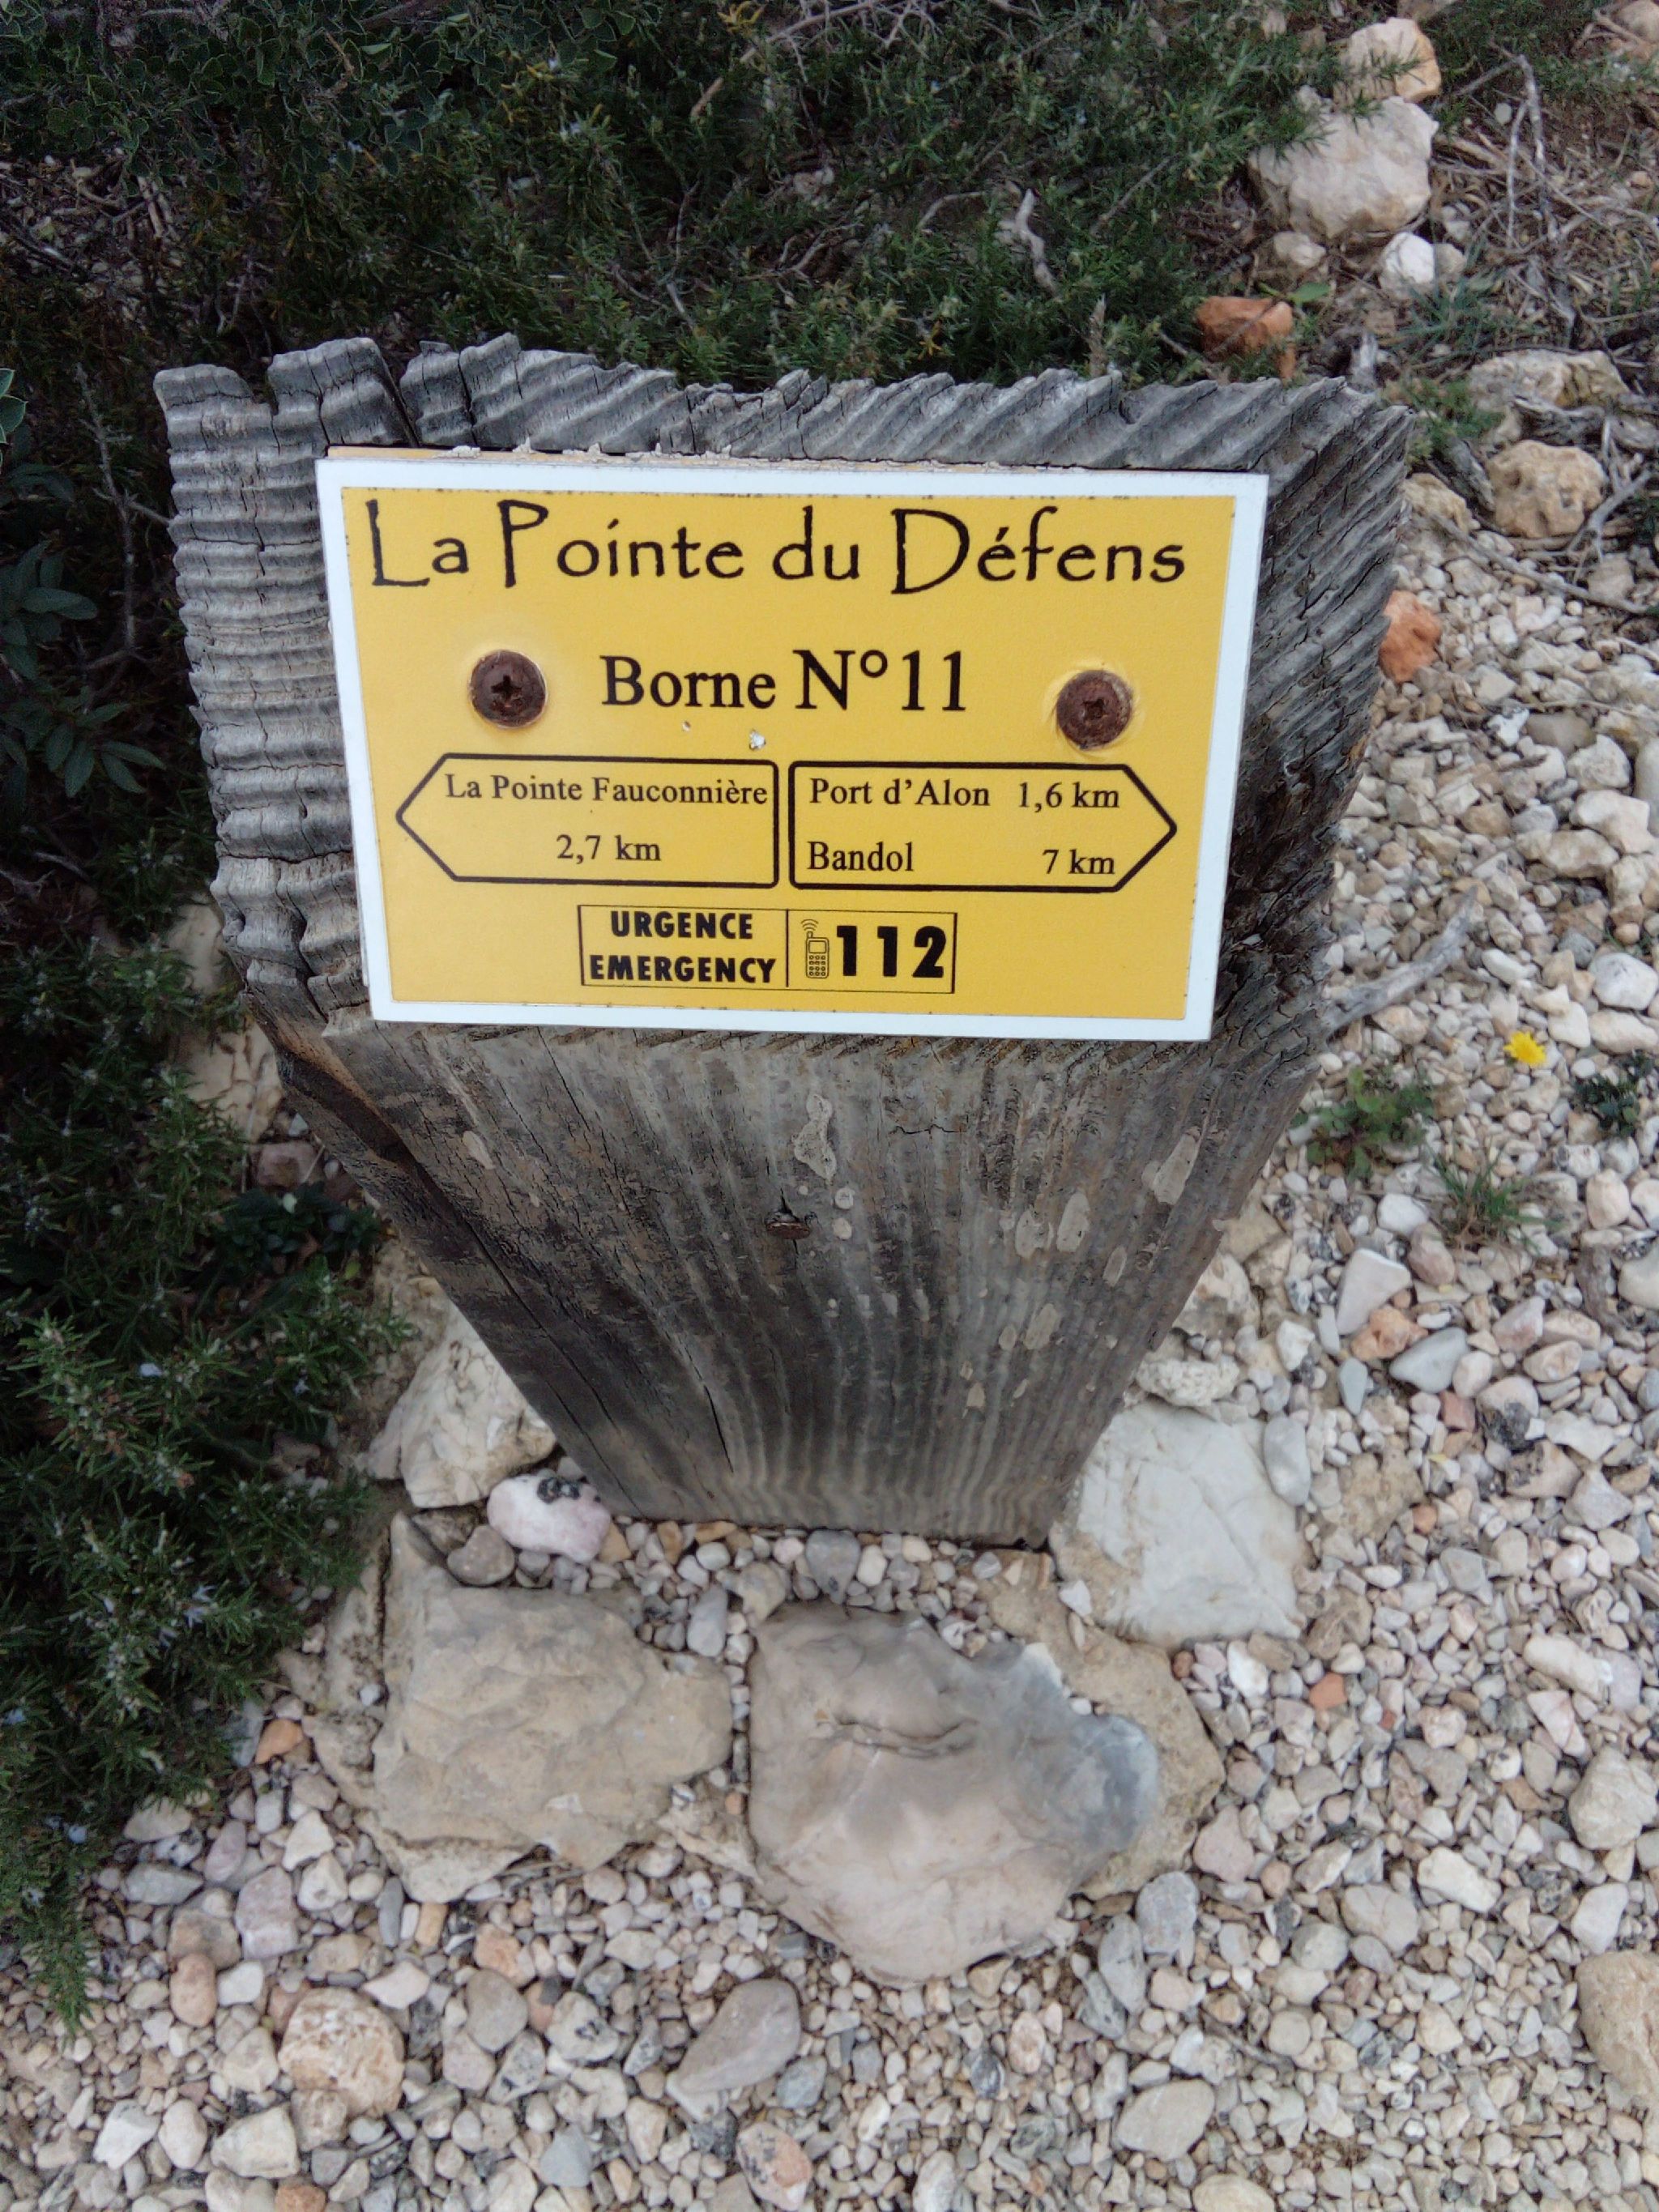 La Pointe du Défens
Borne N°11
La Pointe Fauconnière
2,7 km
Port d'Alon 1,6 km
Bandol 7 km
URGENCE
EMERGENCY
112